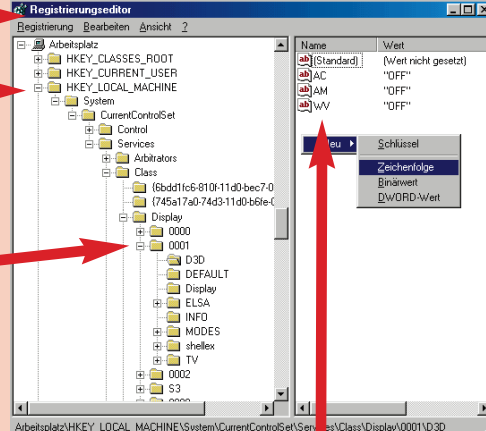 Registrierungseditor
Registrierung Bearbeiten Ansicht ?
Arbeitsplatz
HKEY_CLASSES_ROOT
HKEY_CURRENT_USER
HKEY_LOCAL_MACHINE
System
CurrentControlSet
Control
Services
Arbitrators
Class
{6bdd1fc6-810f-11d0-bec7-0
{745a17a0-74d3-11d0-b6fe-0
Display
0000
0001
D3D
DEFAULT
Display
ELSA
INFO
MODES
shellex
TV
0002
S3
Name Wert
(Standard) (Wert nicht gesetzt)
AC "OFF"
AM "OFF"
WV "OFF"
Schlüssel
Zeichenfolge
Binärwert
DWORD-Wert
Arbeitsplatz\HKEY_LOCAL_MACHINE\System\CurrentControlSet\Services\Class\Display\0001\D3D